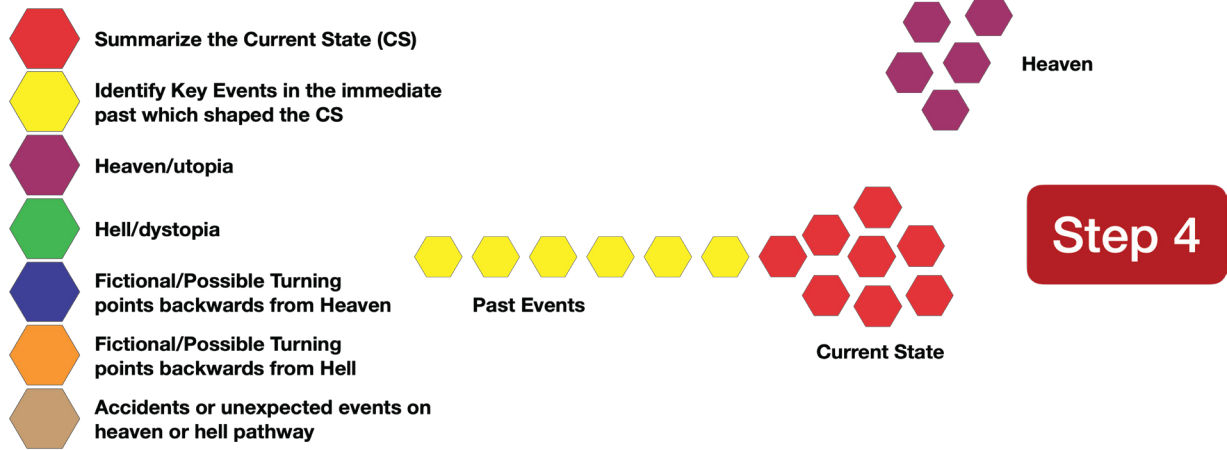 Summarize the Current State (CS)
Identify Key Events in the immediate
past which shaped the CS
Heaven/utopia
Hell/dystopia
Fictional/Possible Turning
points backwards from Heaven
Fictional/Possible Turning
points backwards from Hell
Accidents or unexpected events on
heaven or hell pathway
Past Events
Current State
Heaven
Step 4